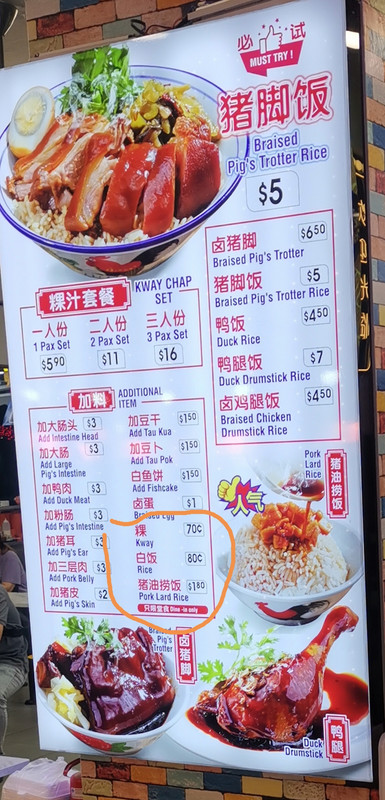 必 试
MUST TRY!
猪脚饭
Braised
Pig's Trotter Rice
$5
粿汁套餐
KWAY CHAP
SET
一人份 二人份 三人份
1 Pax Set 2 Pax Set 3 Pax Set
$5.90 $11 $16
卤猪脚 $6.50
Braised Pig's Trotter
猪脚饭 $5
Braised Pig's Trotter Rice
鸭饭 $4.50
Duck Rice
鸭腿饭 $7
Duck Drumstick Rice
卤鸡腿饭 $4.50
Braised Chicken
Drumstick Rice
加料
ADDITIONAL
ITEM
加大肠头 $3
Add Intestine Head
加大肠 $3
Add Large
Pig's Intestine
加鸭肉 $3
Add Duck Meat
加粉肠 $3
Add Pig's Intestine
加猪耳 $3
Add Pig's Ear
加三层肉 $3
Add Pork Belly
加猪皮 $2
Add Pig's Skin
加豆干 $1.50
Add Tau Kua
加豆卜 $1.50
Add Tau Pok
白鱼饼 $1.50
Add Fishcake
卤蛋 $1
Braised Egg
粿 70¢
Kway
白饭 80¢
Rice
猪油捞饭 $1.80
Pork Lard Rice
只限堂食 Dine-in only
Pork
Lard
Rice
猪油捞饭
人气
Braised
Pig's
Trotter
卤猪脚
鸭腿
Duck
Drumstick